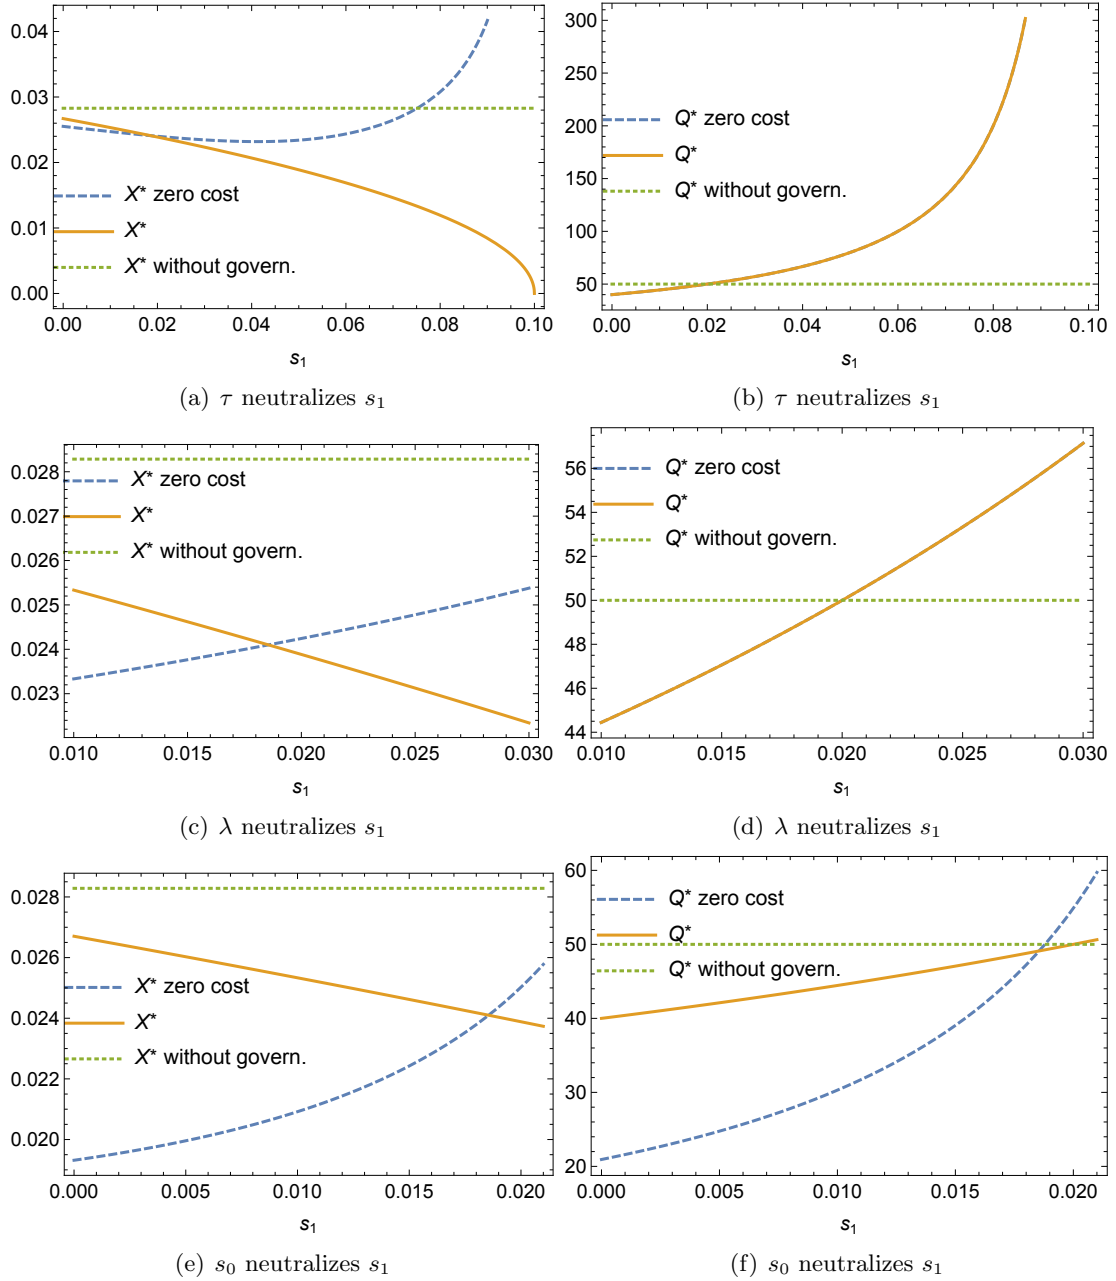 0.04
0.03
0.02
0.01
0.00
X* zero cost
X*
X* without govern.
0.00 0.02 0.04 0.06 0.08 0.10
s₁
(a) τ neutralizes s₁
300
250
200
150
100
50
Q* zero cost
Q*
Q* without govern.
0.00 0.02 0.04 0.06 0.08 0.10
s₁
(b) τ neutralizes s₁
0.028
0.027
0.026
0.025
0.024
0.023
X* zero cost
X*
X* without govern.
0.010 0.015 0.020 0.025 0.030
s₁
(c) λ neutralizes s₁
56
54
52
50
48
46
44
Q* zero cost
Q*
Q* without govern.
0.010 0.015 0.020 0.025 0.030
s₁
(d) λ neutralizes s₁
0.028
0.026
0.024
0.022
0.020
X* zero cost
X*
X* without govern.
0.000 0.005 0.010 0.015 0.020
s₁
(e) s₀ neutralizes s₁
60
50
40
30
20
Q* zero cost
Q*
Q* without govern.
0.000 0.005 0.010 0.015 0.020
s₁
(f) s₀ neutralizes s₁